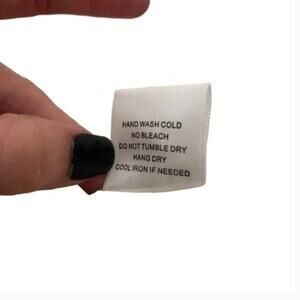 HAND WASH COLD
NO BLEACH
DO NOT TUMBLE DRY
HANG DRY
COOL IRON IF NEEDED